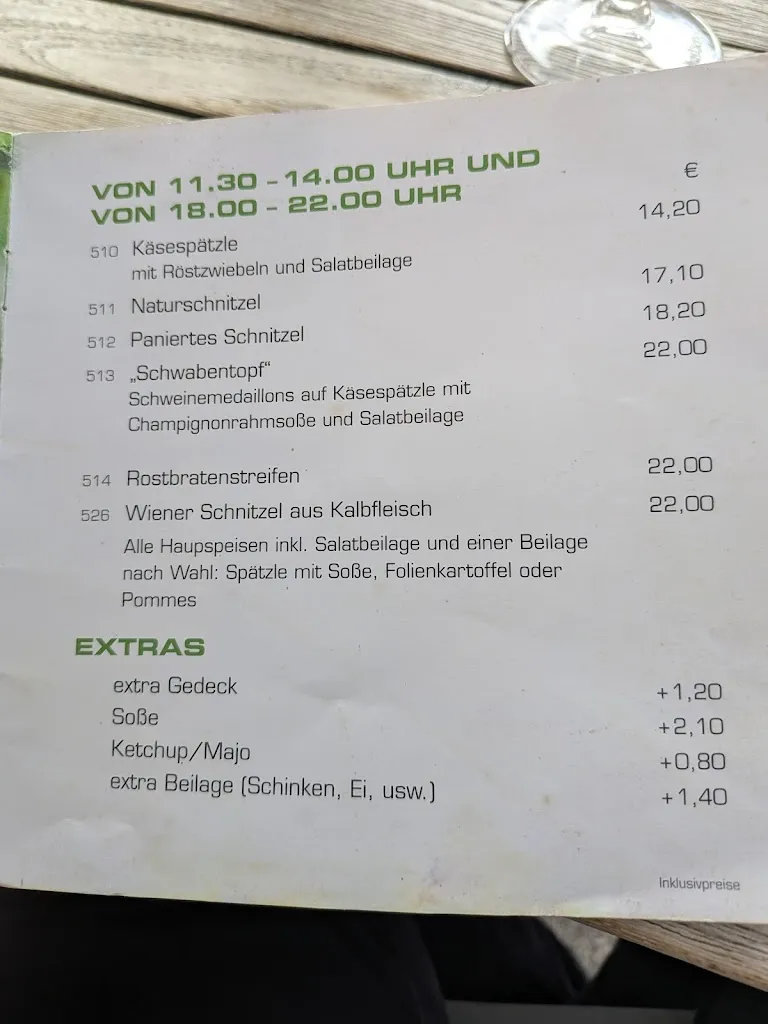 VON 11.30 - 14.00 UHR UND
VON 18.00 - 22.00 UHR
€
510 Käsespätzle 14,20
mit Röstzwiebeln und Salatbeilage
511 Naturschnitzel 17,10
512 Paniertes Schnitzel 18,20
513 „Schwabentopf“ 22,00
Schweinemedaillons auf Käsespätzle mit
Champignonrahmsoße und Salatbeilage
514 Rostbratenstreifen 22,00
526 Wiener Schnitzel aus Kalbfleisch 22,00
Alle Haupspeisen inkl. Salatbeilage und einer Beilage
nach Wahl: Spätzle mit Soße, Folienkartoffel oder
Pommes
EXTRAS
extra Gedeck +1,20
Soße +2,10
Ketchup/Majo +0,80
extra Beilage (Schinken, Ei, usw.) +1,40
Inklusivpreise